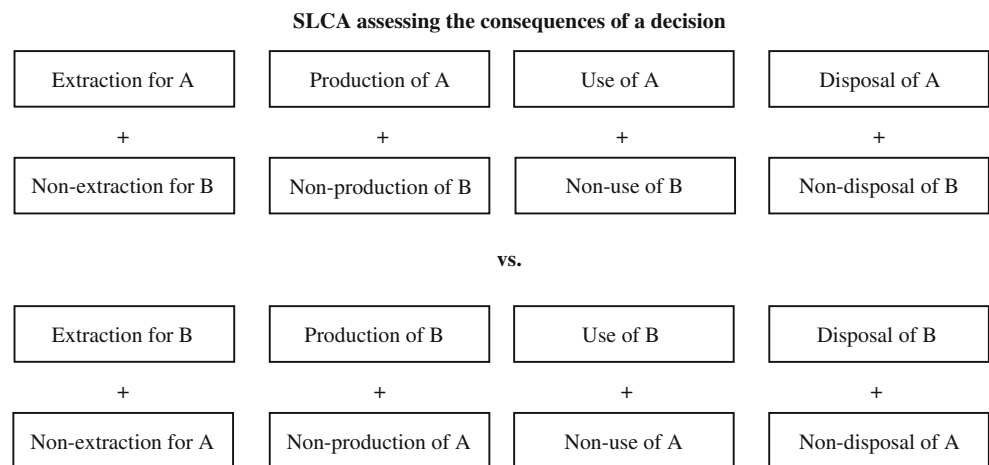 SLCA assessing the consequences of a decision
Extraction for A Production of A Use of A Disposal of A
+ + + +
Non-extraction for B Non-production of B Non-use of B Non-disposal of B
vs.
Extraction for B Production of B Use of B Disposal of B
+ + + +
Non-extraction for A Non-production of A Non-use of A Non-disposal of A